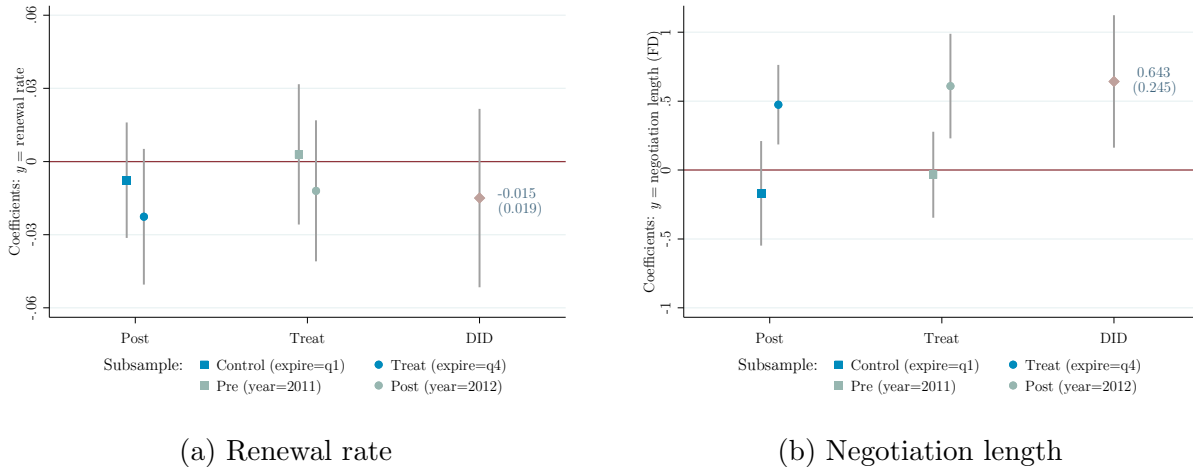 Coefficients: y = renewal rate
.06
.03
0
-.03
-.06
-0.015
(0.019)
Post
Treat
DID
Subsample:
Control (expire=q1)
Treat (expire=q4)
Pre (year=2011)
Post (year=2012)
(a) Renewal rate
Coefficients: y = negotiation length (FD)
1
.5
0
-.5
-1
0.643
(0.245)
Post
Treat
DID
Subsample:
Control (expire=q1)
Treat (expire=q4)
Pre (year=2011)
Post (year=2012)
(b) Negotiation length